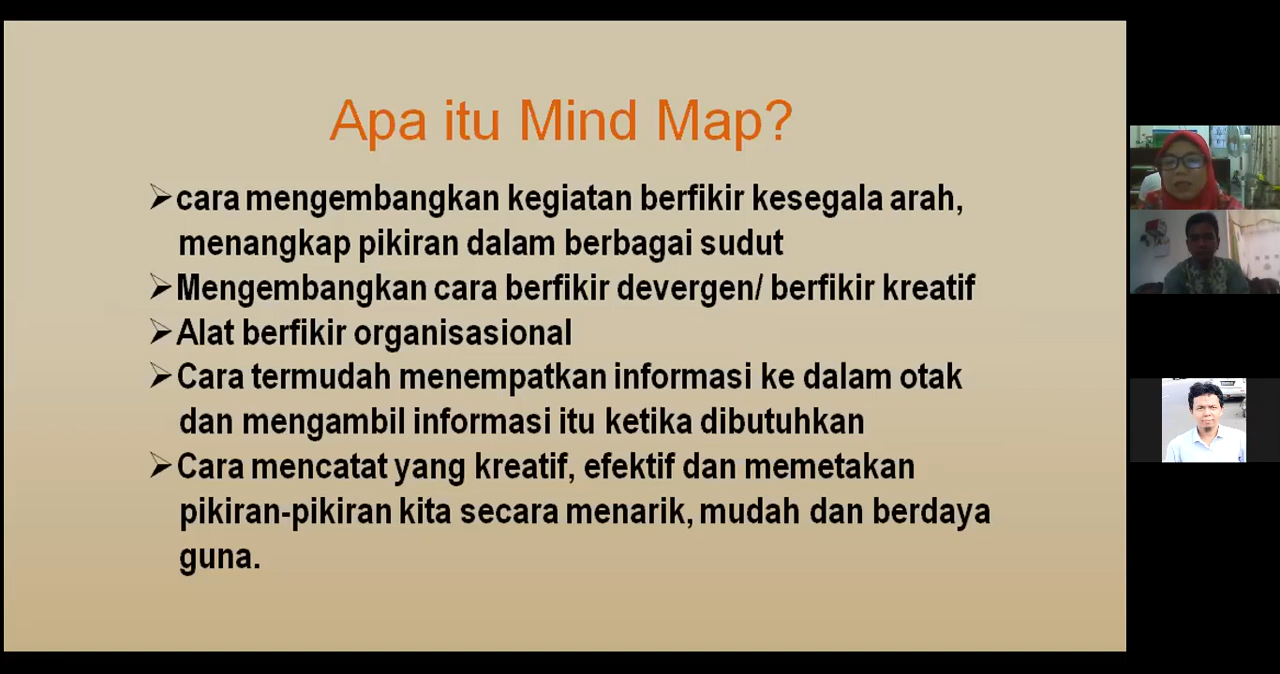 Apa itu Mind Map?
➢cara mengembangkan kegiatan berfikir kesegala arah,
menangkap pikiran dalam berbagai sudut
➢Mengembangkan cara berfikir devergen/ berfikir kreatif
➢Alat berfikir organisasional
➢Cara termudah menempatkan informasi ke dalam otak
dan mengambil informasi itu ketika dibutuhkan
➢Cara mencatat yang kreatif, efektif dan memetakan
pikiran-pikiran kita secara menarik, mudah dan berdaya
guna.